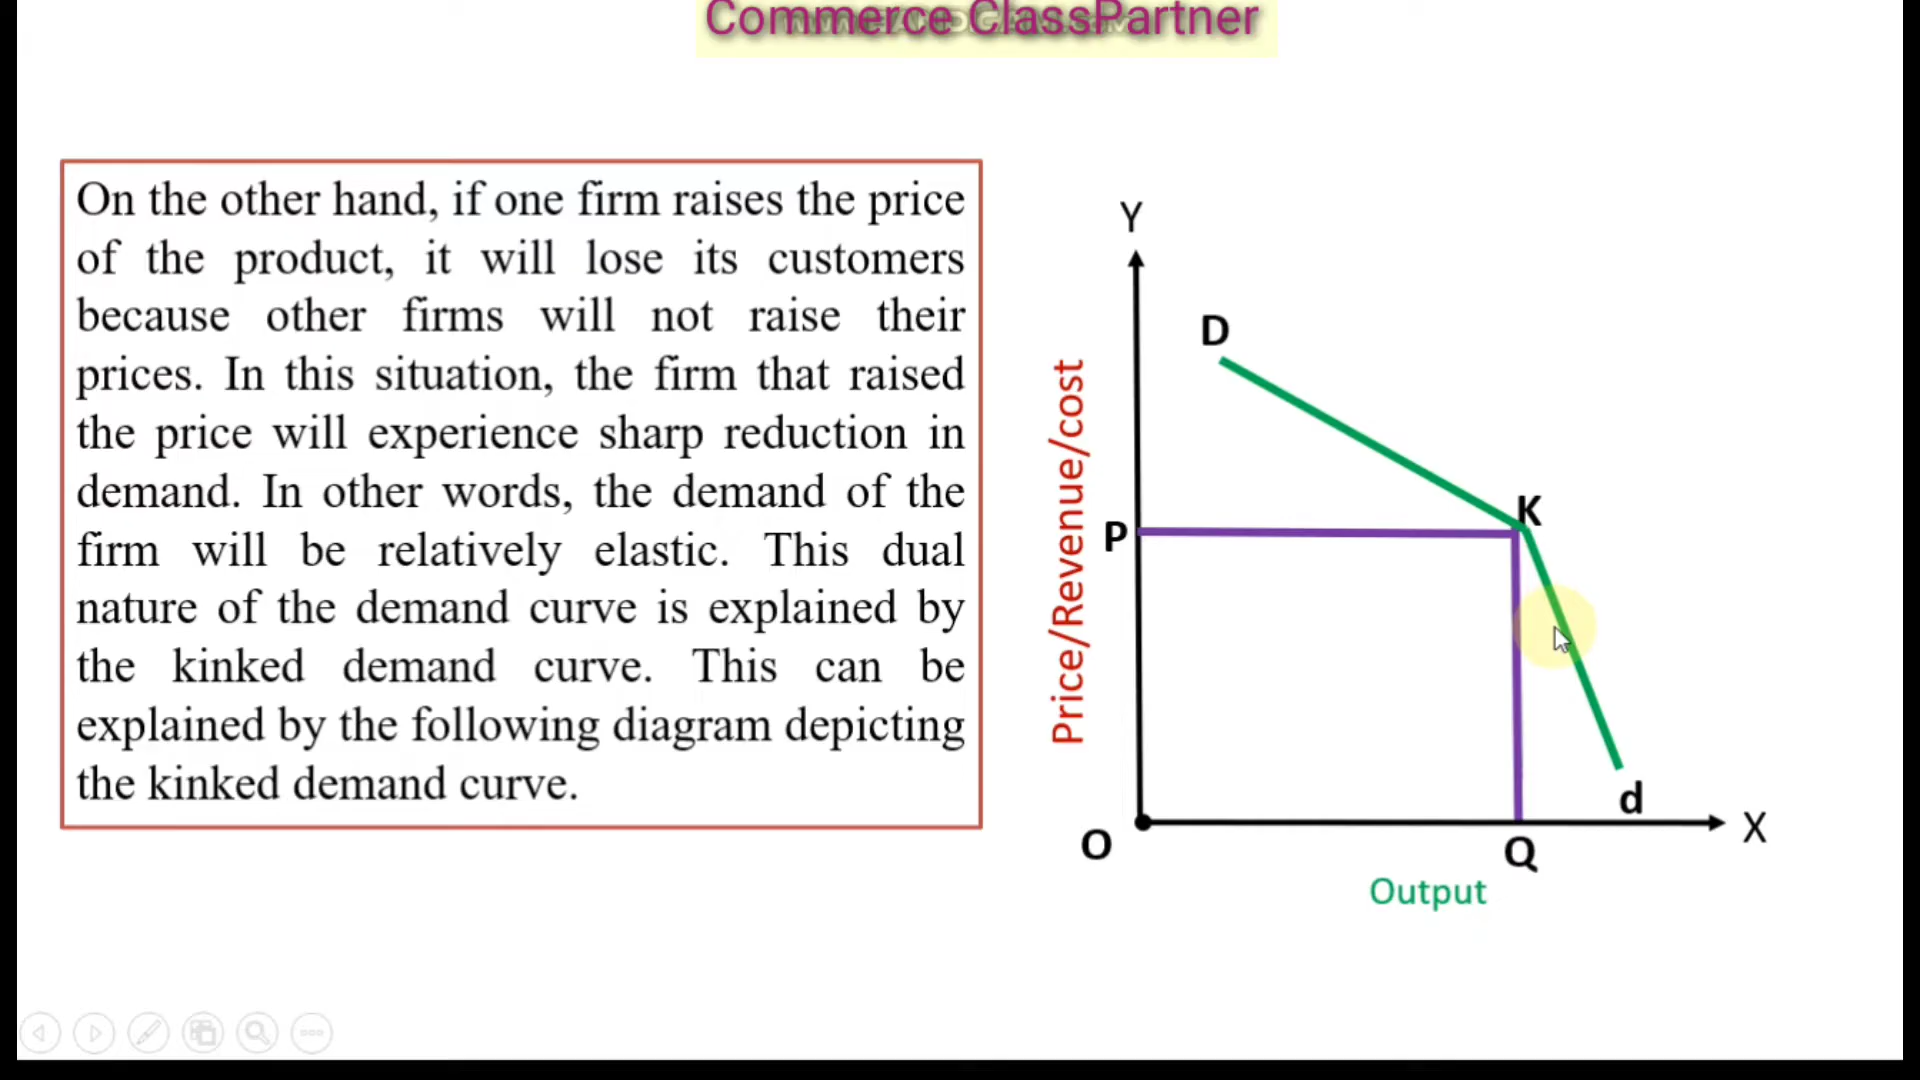 Commerce ClassPartner
On the other hand, if one firm raises the price
of the product, it will lose its customers
because other firms will not raise their
prices. In this situation, the firm that raised
the price will experience sharp reduction in
demand. In other words, the demand of the
firm will be relatively elastic. This dual
nature of the demand curve is explained by
the kinked demand curve. This can be
explained by the following diagram depicting
the kinked demand curve.
Y
D
Price/Revenue/cost
K
P
d
O
X
Q
Output